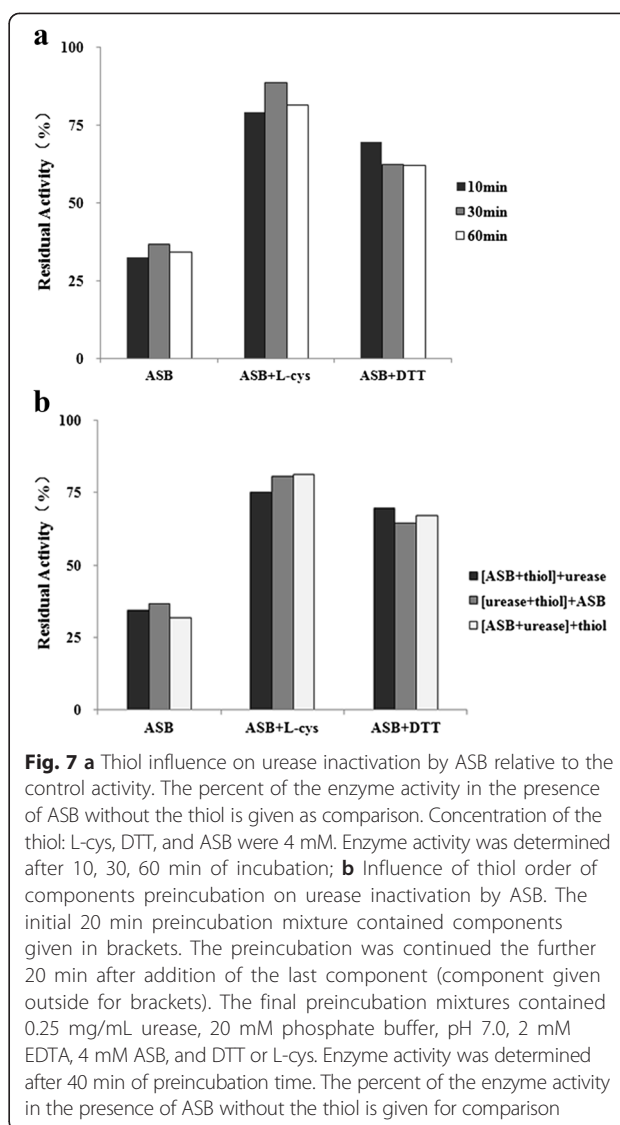 a
100
75
50
25
0
Residual Activity（%）
10min
30min
60min
ASB
ASB+L-cys
ASB+DTT
b
100
75
50
25
0
Residual Activity（%）
[ASB+thiol]+urease
[urease+thiol]+ASB
[ASB+urease]+thiol
ASB
ASB+L-cys
ASB+DTT
Fig. 7 a Thiol influence on urease inactivation by ASB relative to the
control activity. The percent of the enzyme activity in the presence
of ASB without the thiol is given as comparison. Concentration of the
thiol: L-cys, DTT, and ASB were 4 mM. Enzyme activity was determined
after 10, 30, 60 min of incubation; b Influence of thiol order of
components preincubation on urease inactivation by ASB. The
initial 20 min preincubation mixture contained components
given in brackets. The preincubation was continued the further
20 min after addition of the last component (component given
outside for brackets). The final preincubation mixtures contained
0.25 mg/mL urease, 20 mM phosphate buffer, pH 7.0, 2 mM
EDTA, 4 mM ASB, and DTT or L-cys. Enzyme activity was determined
after 40 min of preincubation time. The percent of the enzyme activity
in the presence of ASB without the thiol is given for comparison